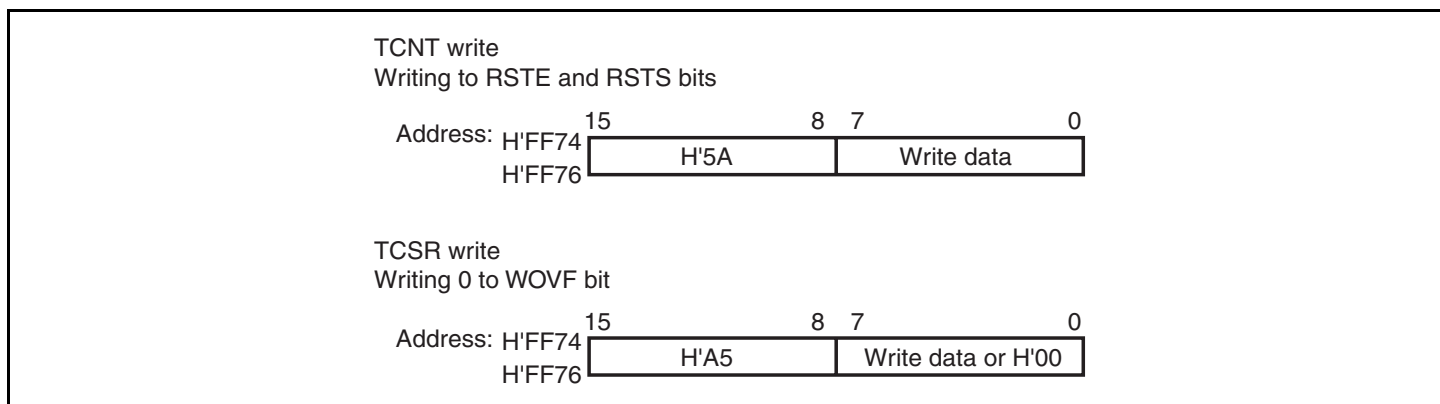 TCNT write
Writing to RSTE and RSTS bits
15 8 7 0
Address: H'FF74 H'5A Write data
H'FF76
TCSR write
Writing 0 to WOVF bit
15 8 7 0
Address: H'FF74 H'A5 Write data or H'00
H'FF76